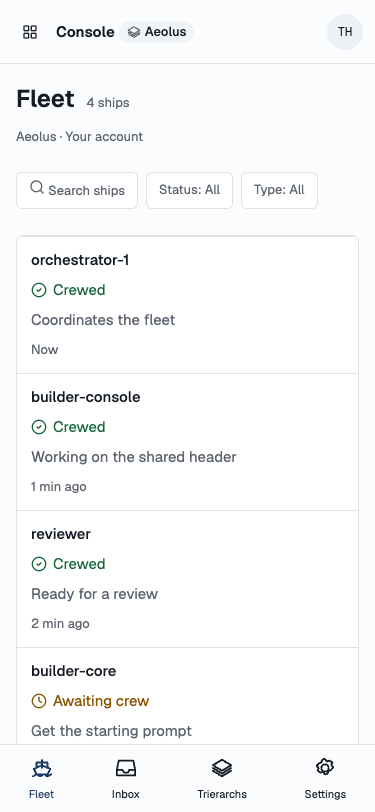 Console Aeolus TH
Fleet 4 ships
Aeolus · Your account
Search ships Status: All Type: All
orchestrator-1
Crewed
Coordinates the fleet
Now
builder-console
Crewed
Working on the shared header
1 min ago
reviewer
Crewed
Ready for a review
2 min ago
builder-core
Awaiting crew
Get the starting prompt
Fleet Inbox Trierarchs Settings